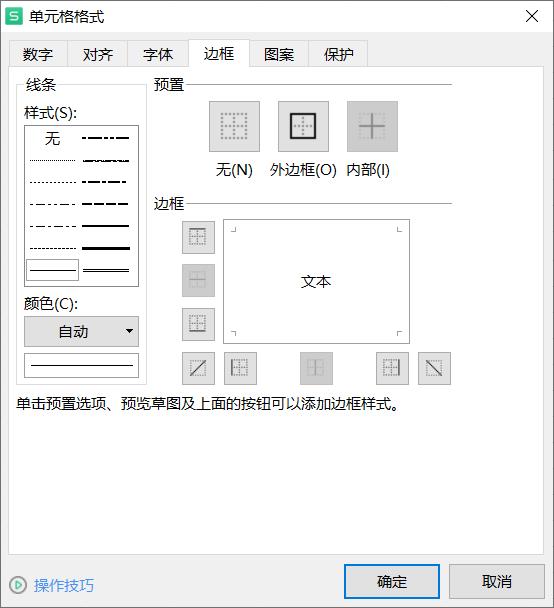 单元格格式
数字 对齐 字体 边框 图案 保护
线条
样式(S):
无
颜色(C):
自动
预置
无(N) 外边框(O) 内部(I)
边框
文本
单击预置选项、预览草图及上面的按钮可以添加边框样式。
操作技巧
确定 取消